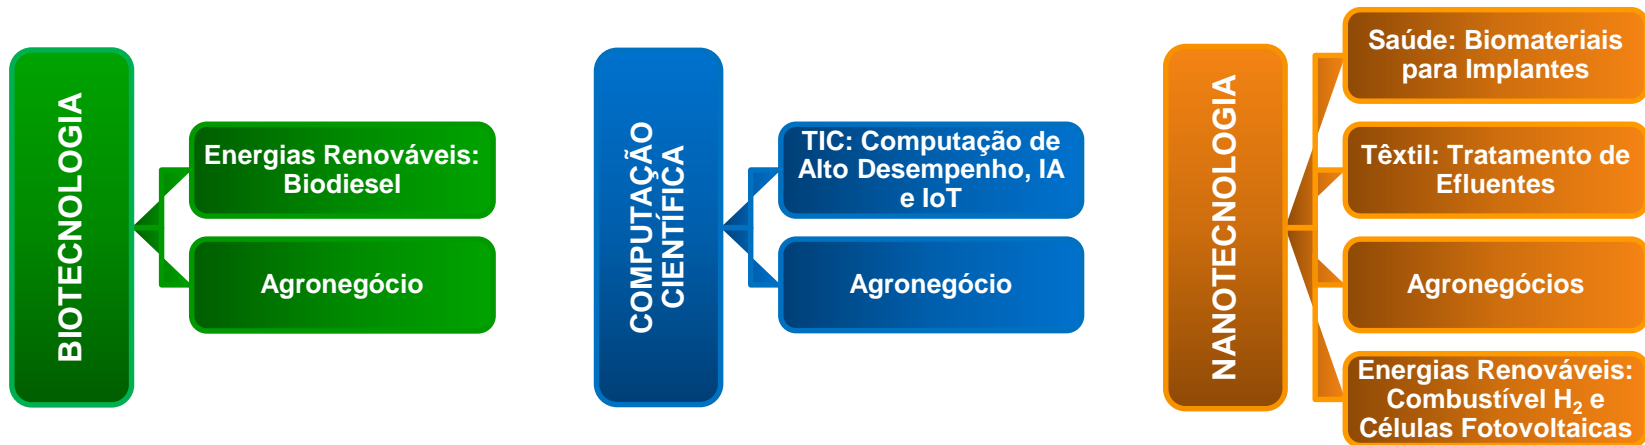 BIOTECNOLOGIA
Energias Renováveis:
Biodiesel
Agronegócio
COMPUTAÇÃO
CIENTÍFICA
TIC: Computação de
Alto Desempenho, IA
e IoT
Agronegócio
NANOTECNOLOGIA
Saúde: Biomateriais
para Implantes
Têxtil: Tratamento de
Efluentes
Agronegócios
Energias Renováveis:
Combustível H₂ e
Células Fotovoltaicas